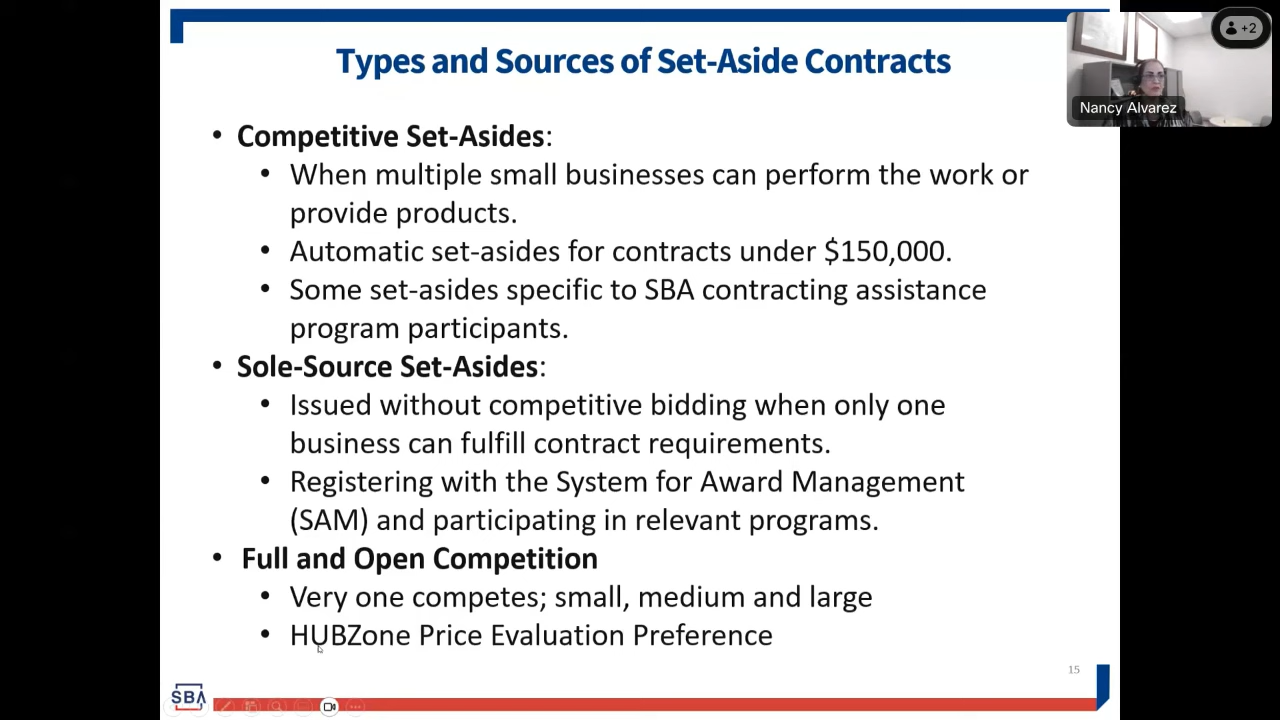 Types and Sources of Set-Aside Contracts
+2
Nancy Alvarez
• Competitive Set-Asides:
• When multiple small businesses can perform the work or
provide products.
• Automatic set-asides for contracts under $150,000.
• Some set-asides specific to SBA contracting assistance
program participants.
• Sole-Source Set-Asides:
• Issued without competitive bidding when only one
business can fulfill contract requirements.
• Registering with the System for Award Management
(SAM) and participating in relevant programs.
• Full and Open Competition
• Very one competes; small, medium and large
• HUBZone Price Evaluation Preference
15
SBA